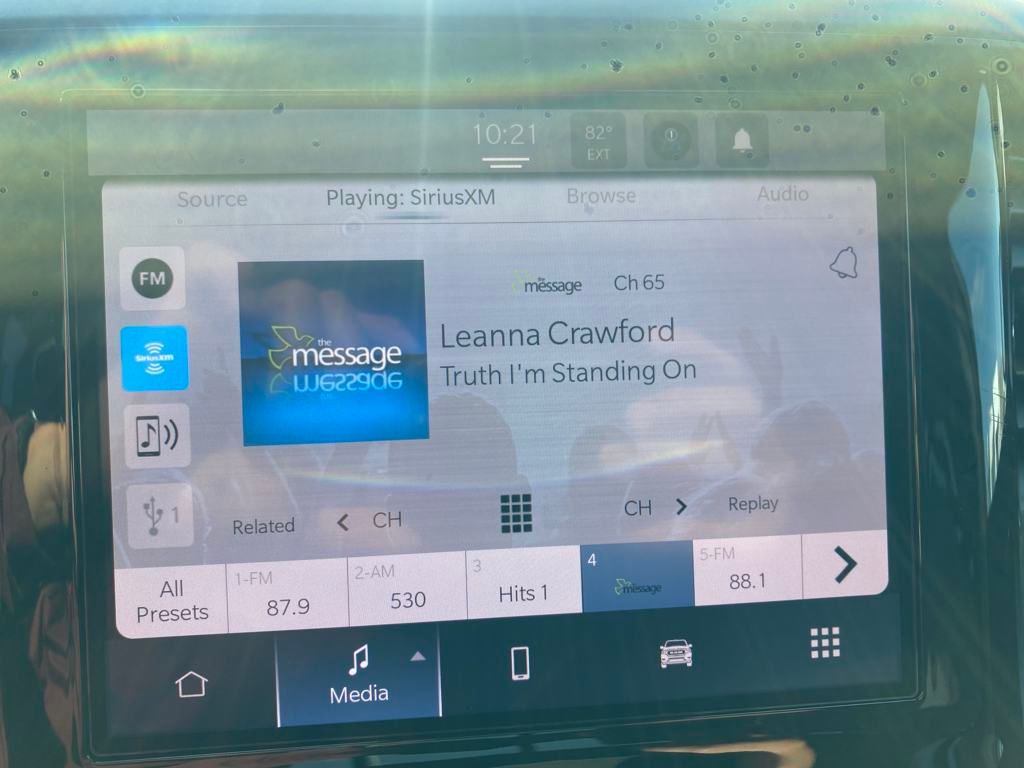 10:21
82°
EXT
Source
Playing: SiriusXM
Browse
Audio
FM
SiriusXM
1
the
message
the
message
Ch 65
Leanna Crawford
Truth I'm Standing On
Related
CH
CH
Replay
All
Presets
1-FM
87.9
2-AM
530
3
Hits 1
4
the
message
5-FM
88.1
Media